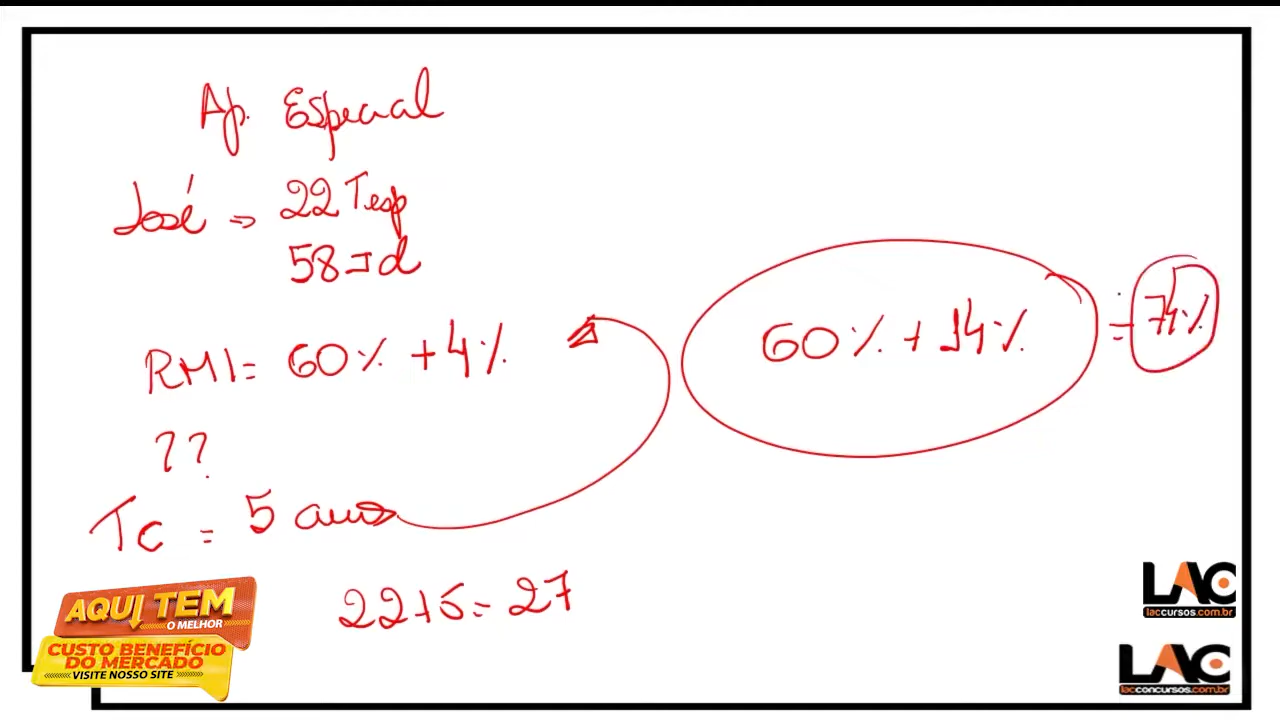 Ap. Especial
José => 22 Tesp
58 Id
RMI = 60% + 4%
60% + 14% = 74%
??
Tc = 5 anos
22+5=27
AQUI TEM
O MELHOR
CUSTO BENEFÍCIO
DO MERCADO
VISITE NOSSO SITE
LAC
laccursos.com.br
LAC
lacconcursos.com.br